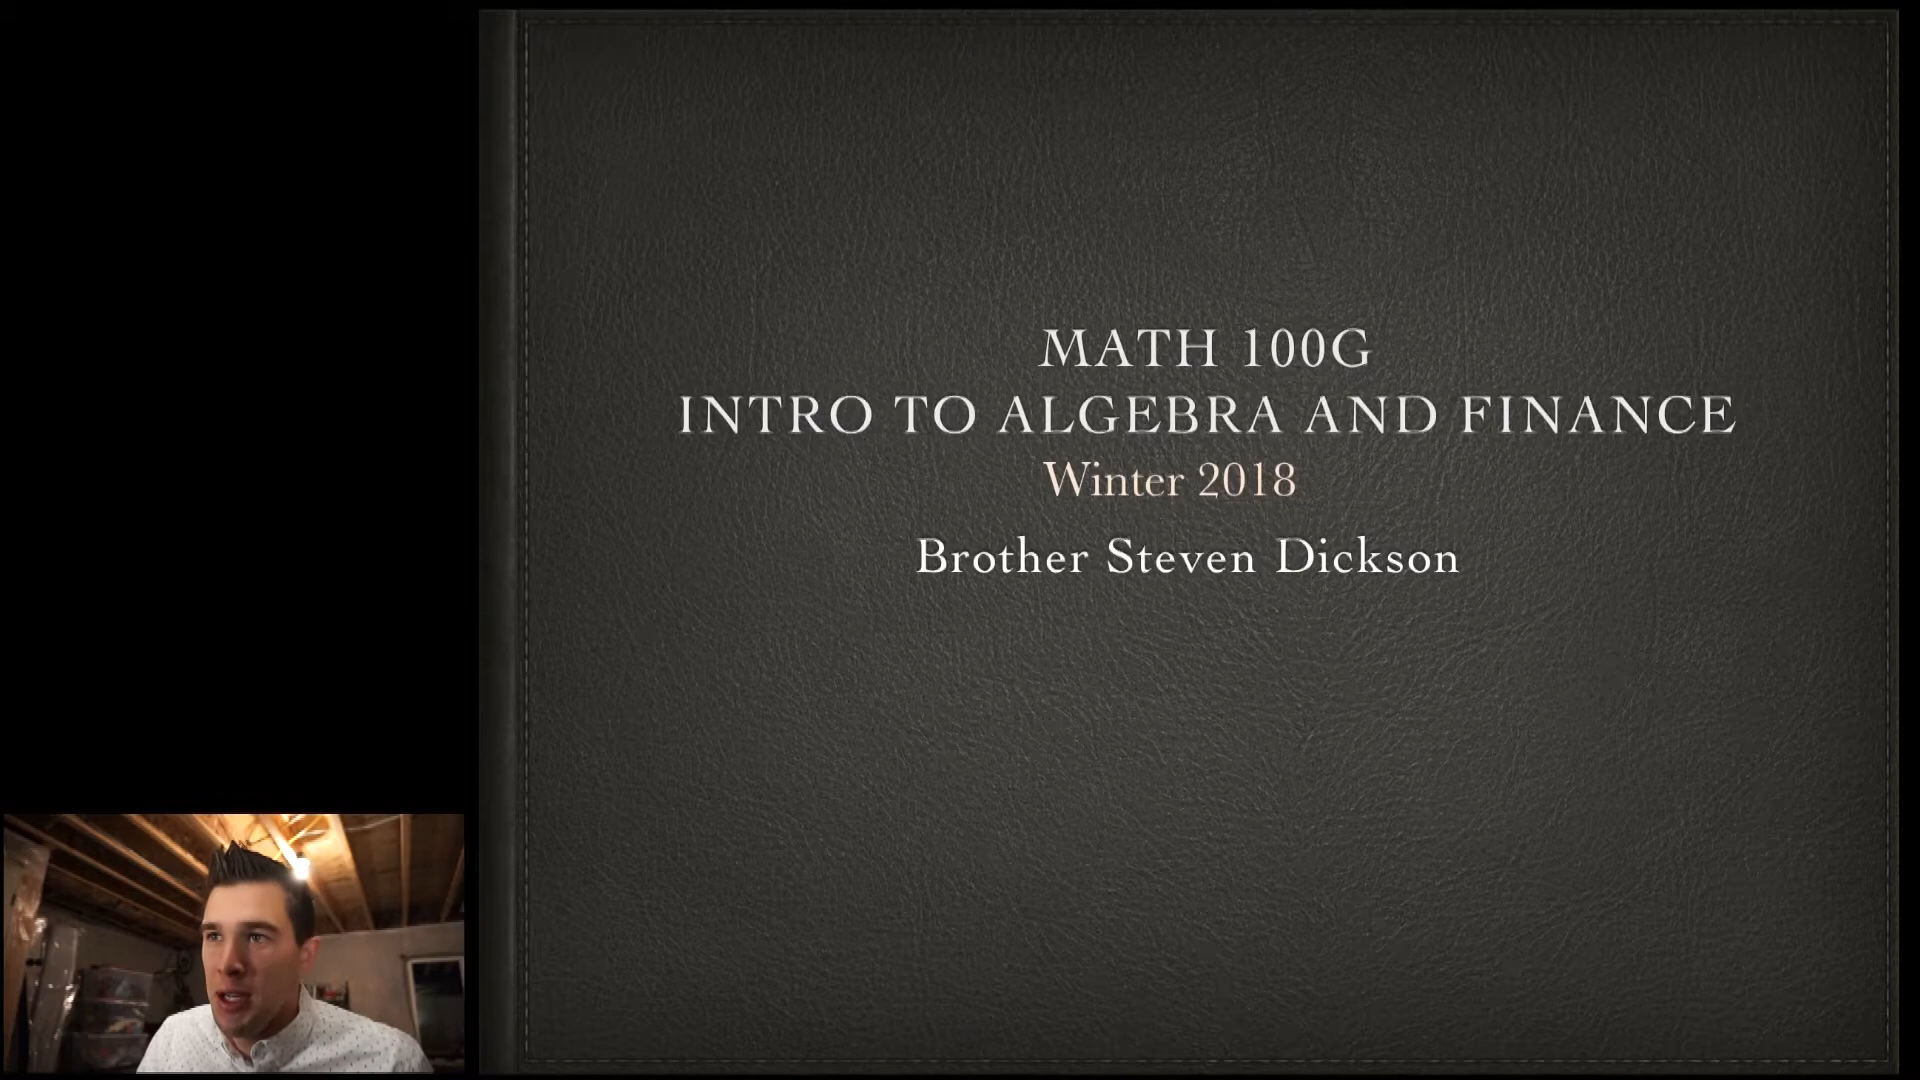 MATH 100G
INTRO TO ALGEBRA AND FINANCE
Winter 2018
Brother Steven Dickson